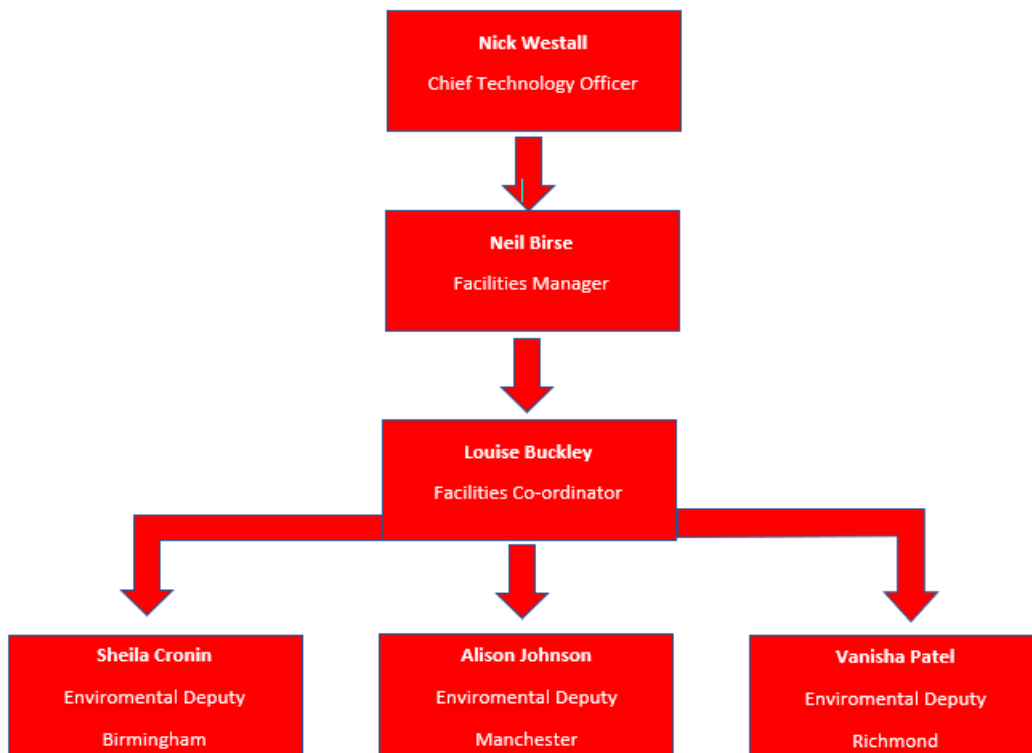 Nick Westall
Chief Technology Officer
Neil Birse
Facilities Manager
Louise Buckley
Facilities Co-ordinator
Sheila Cronin
Enviromental Deputy
Birmingham
Alison Johnson
Enviromental Deputy
Manchester
Vanisha Patel
Enviromental Deputy
Richmond